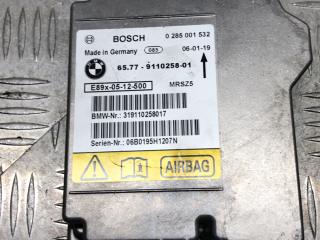 BOSCH 0 285 001 532
Made in Germany 083 06-01-19
65.77 - 9110258-01
E89x-05-12-500 MRSZ5
BMW-Nr.: 319110258017
Serien-Nr.: 06B0195H1207N
AIRBAG